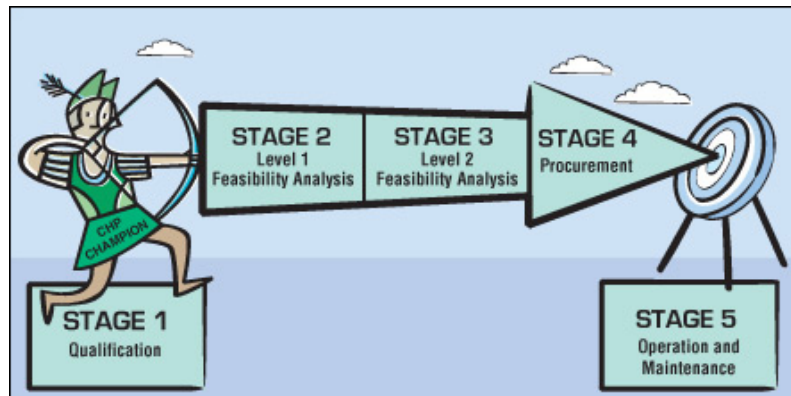 CHP
CHAMPION
STAGE 1
Qualification
STAGE 2
Level 1
Feasibility Analysis
STAGE 3
Level 2
Feasibility Analysis
STAGE 4
Procurement
STAGE 5
Operation and
Maintenance